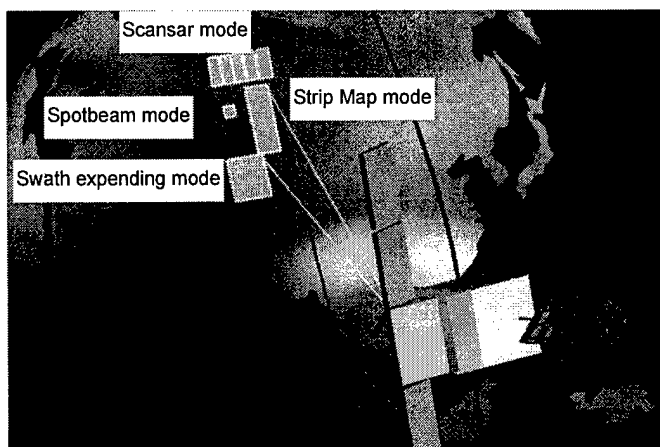 Scansar mode
Strip Map mode
Spotbeam mode
Swath expending mode